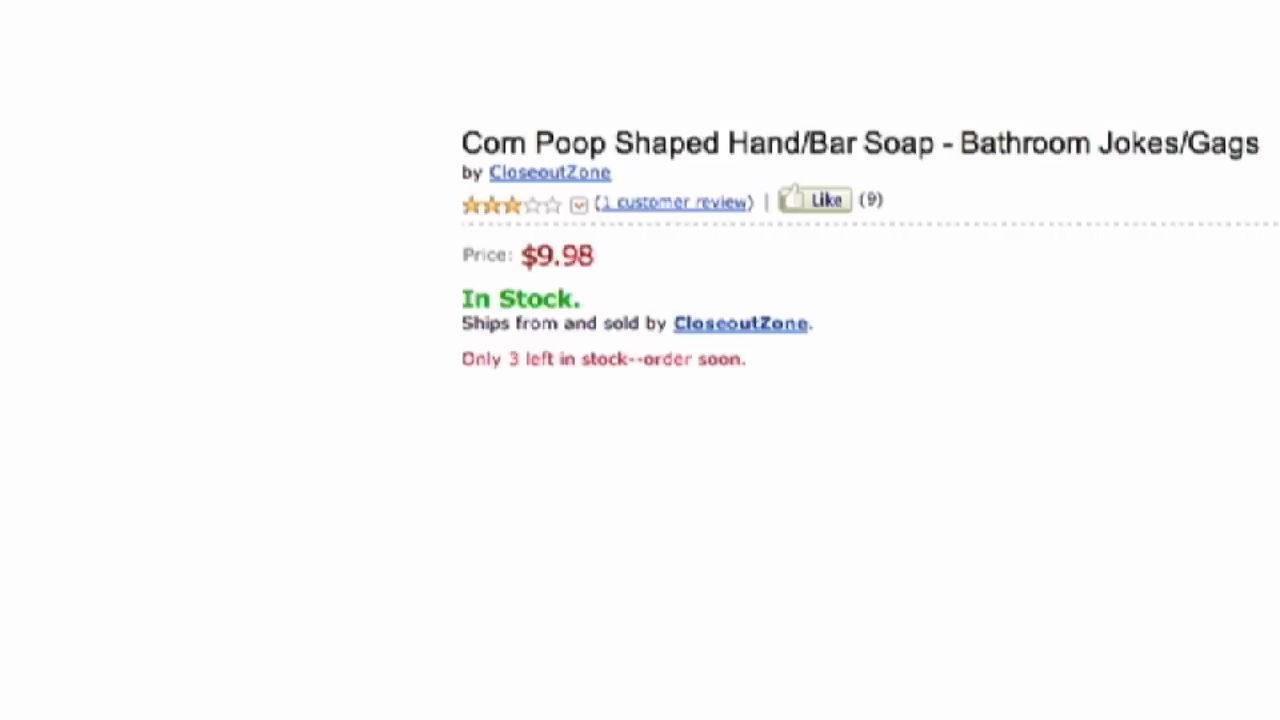 Corn Poop Shaped Hand/Bar Soap - Bathroom Jokes/Gags
by CloseoutZone
(1 customer review) | Like (9)
Price: $9.98
In Stock.
Ships from and sold by CloseoutZone.
Only 3 left in stock--order soon.